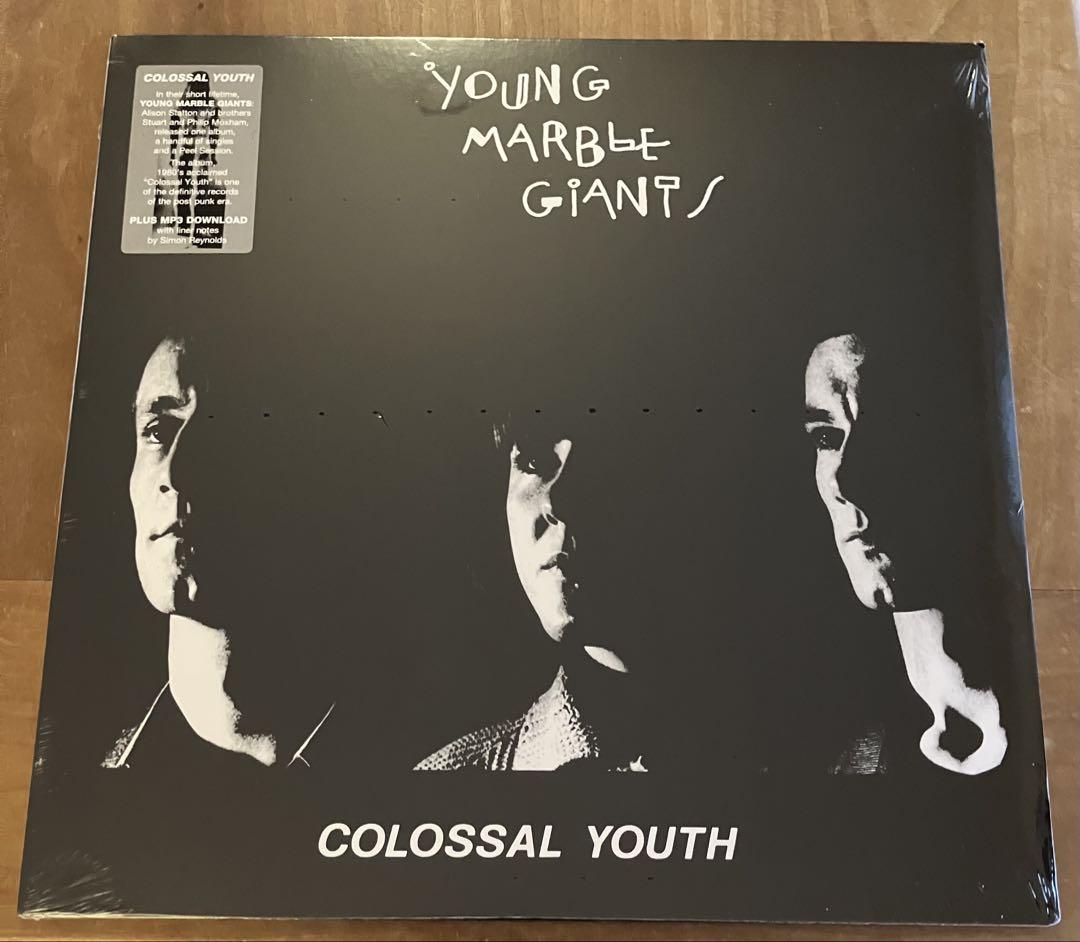 COLOSSAL YOUTH
In their short lifetime,
YOUNG MARBLE GIANTS:
Alison Statton and brothers
Stuart and Philip Moxham,
released one album,
a handful of singles
and a Peel Session.
The album,
1980's acclaimed
"Colossal Youth" is one
of the definitive records
of the post punk era.
PLUS MP3 DOWNLOAD
with liner notes
by Simon Reynolds
YOUNG
MARBLE
GIANTS
COLOSSAL YOUTH